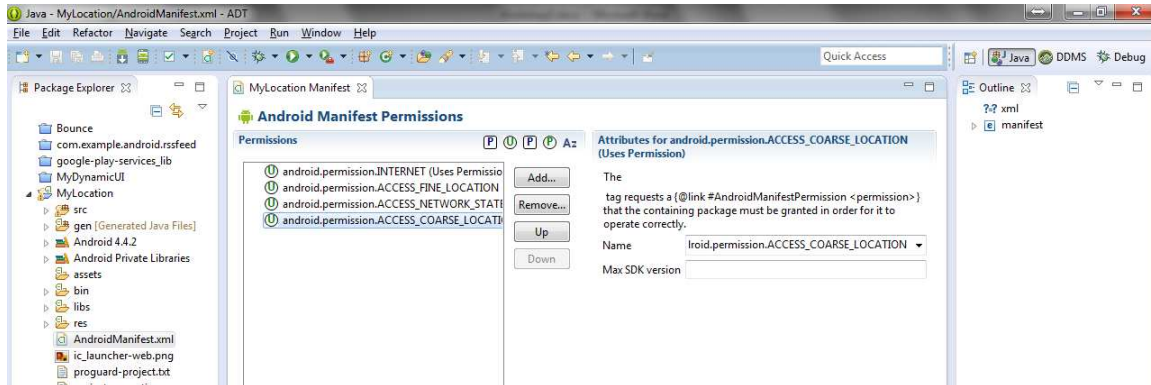 Java - MyLocation/AndroidManifest.xml - ADT
File Edit Refactor Navigate Search Project Run Window Help
Quick Access
Java DDMS Debug
Package Explorer
Bounce
com.example.android.rssfeed
google-play-services_lib
MyDynamicUI
MyLocation
src
gen [Generated Java Files]
Android 4.4.2
Android Private Libraries
assets
bin
libs
res
AndroidManifest.xml
ic_launcher-web.png
proguard-project.txt
MyLocation Manifest
Android Manifest Permissions
Permissions
P U P P Az
android.permission.INTERNET (Uses Permissio
android.permission.ACCESS_FINE_LOCATION
android.permission.ACCESS_NETWORK_STATE
android.permission.ACCESS_COARSE_LOCATI
Add...
Remove...
Up
Down
Attributes for android.permission.ACCESS_COARSE_LOCATION
(Uses Permission)
The
tag requests a {@link #AndroidManifestPermission <permission>}
that the containing package must be granted in order for it to
operate correctly.
Name lroid.permission.ACCESS_COARSE_LOCATION
Max SDK version
Outline
xml
manifest